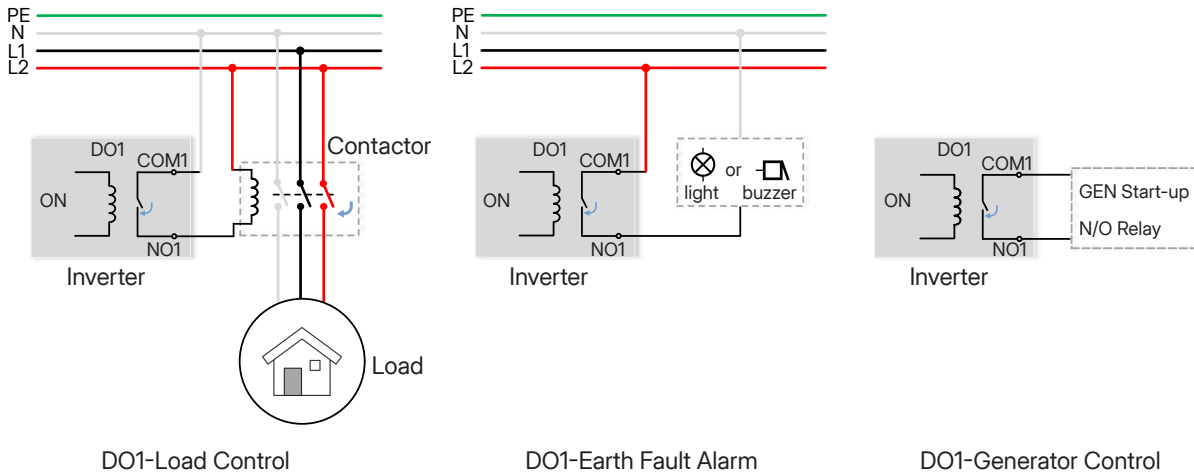 PE
N
L1
L2
DO1
COM1
ON
NO1
Inverter
Contactor
Load
DO1-Load Control
PE
N
L1
L2
DO1
COM1
ON
NO1
Inverter
or
light
buzzer
DO1-Earth Fault Alarm
DO1
COM1
ON
NO1
Inverter
GEN Start-up
N/O Relay
DO1-Generator Control